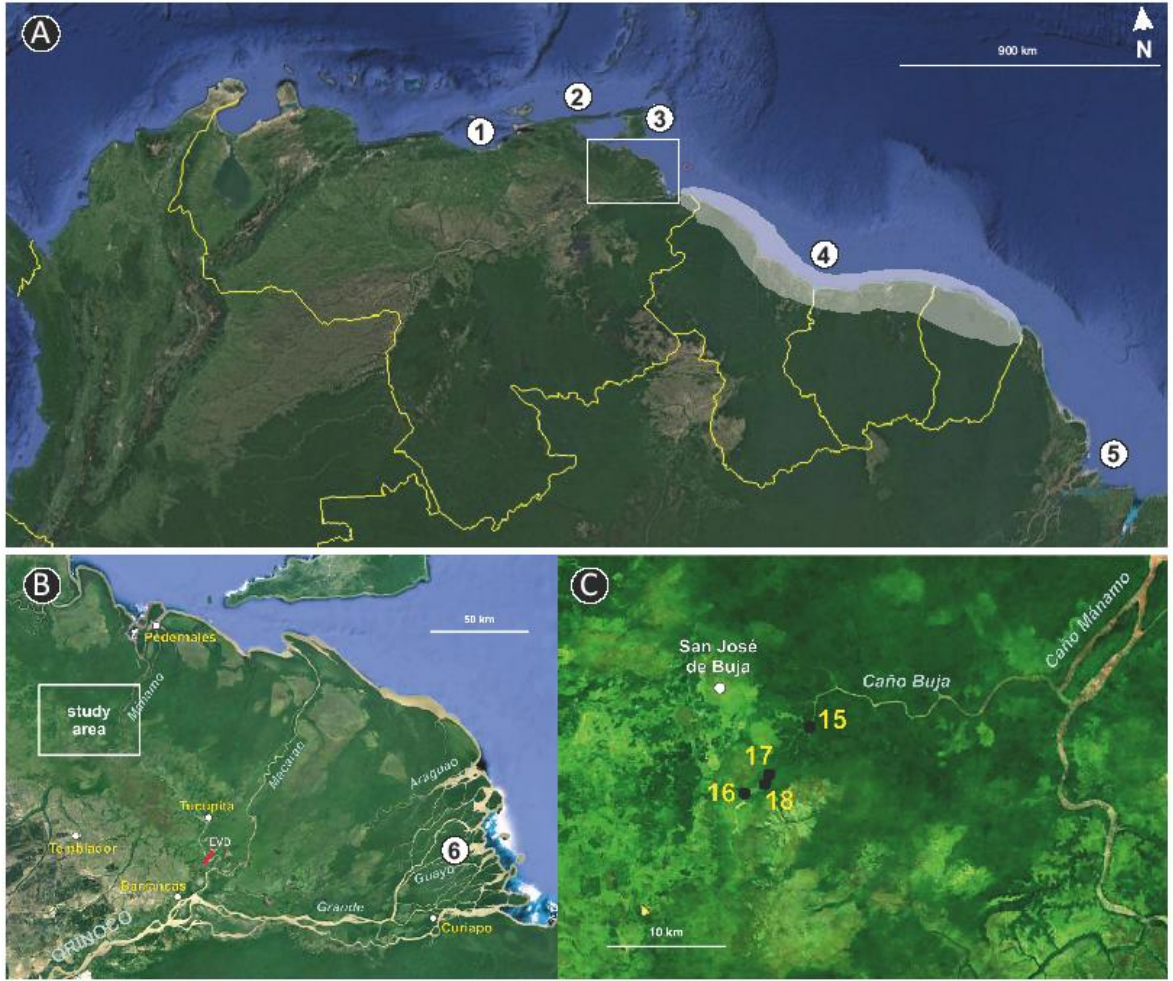 A
N
900 km
1
2
3
4
5
B
50 km
Pedernales
study
area
Mánamo
Macareo
Araguao
Tucupita
EVD
Temblador
6
Guayo
Barrancas
Grande
Curiapo
ORINOCO
C
Caño Mánamo
San José
de Buja
Caño Buja
15
17
16
18
10 km